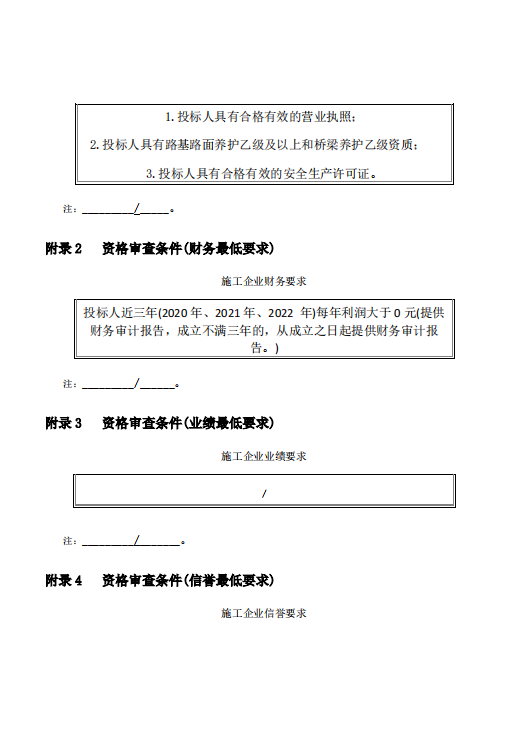 1.投标人具有合格有效的营业执照；
2.投标人具有路基路面养护乙级及以上和桥梁养护乙级资质；
3.投标人具有合格有效的安全生产许可证。
注：_________/_____。
附录2 资格审查条件(财务最低要求)
施工企业财务要求
投标人近三年(2020 年、2021 年、2022 年)每年利润大于 0 元(提供
财务审计报告，成立不满三年的，从成立之日起提供财务审计报
告。)
注：_________/______。
附录3 资格审查条件(业绩最低要求)
施工企业业绩要求
/
注：_________/_______。
附录4 资格审查条件(信誉最低要求)
施工企业信誉要求